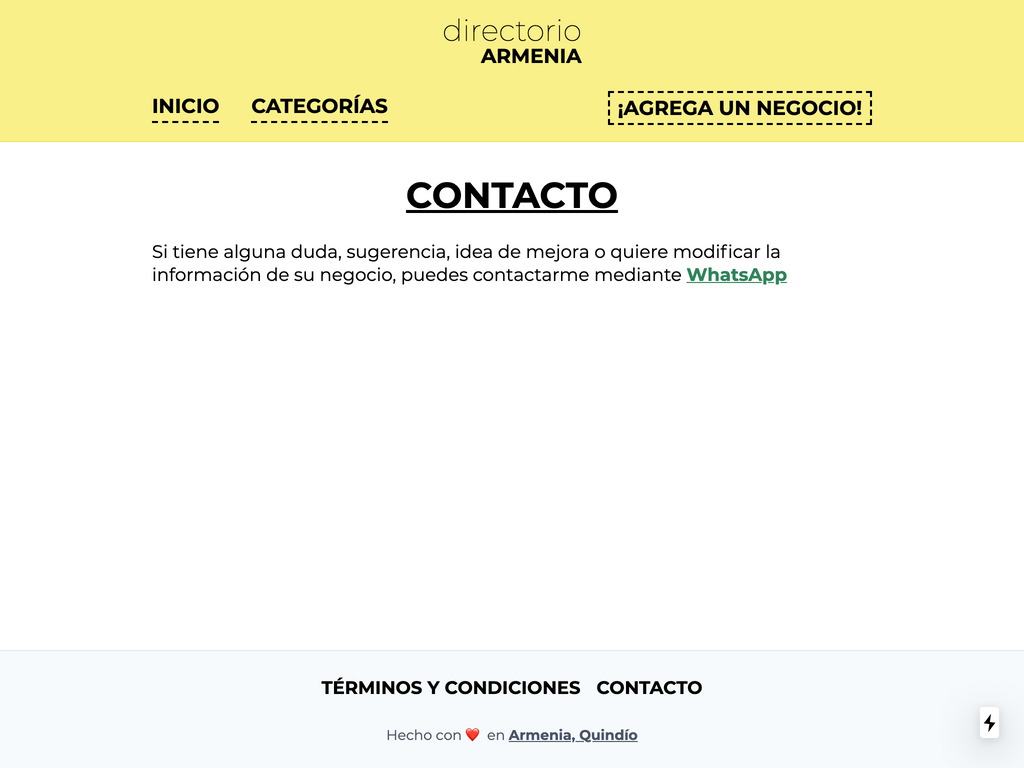 directorio
ARMENIA
INICIO CATEGORÍAS ¡AGREGA UN NEGOCIO!
CONTACTO
Si tiene alguna duda, sugerencia, idea de mejora o quiere modificar la
información de su negocio, puedes contactarme mediante WhatsApp
TÉRMINOS Y CONDICIONES CONTACTO
Hecho con ❤️ en Armenia, Quindío